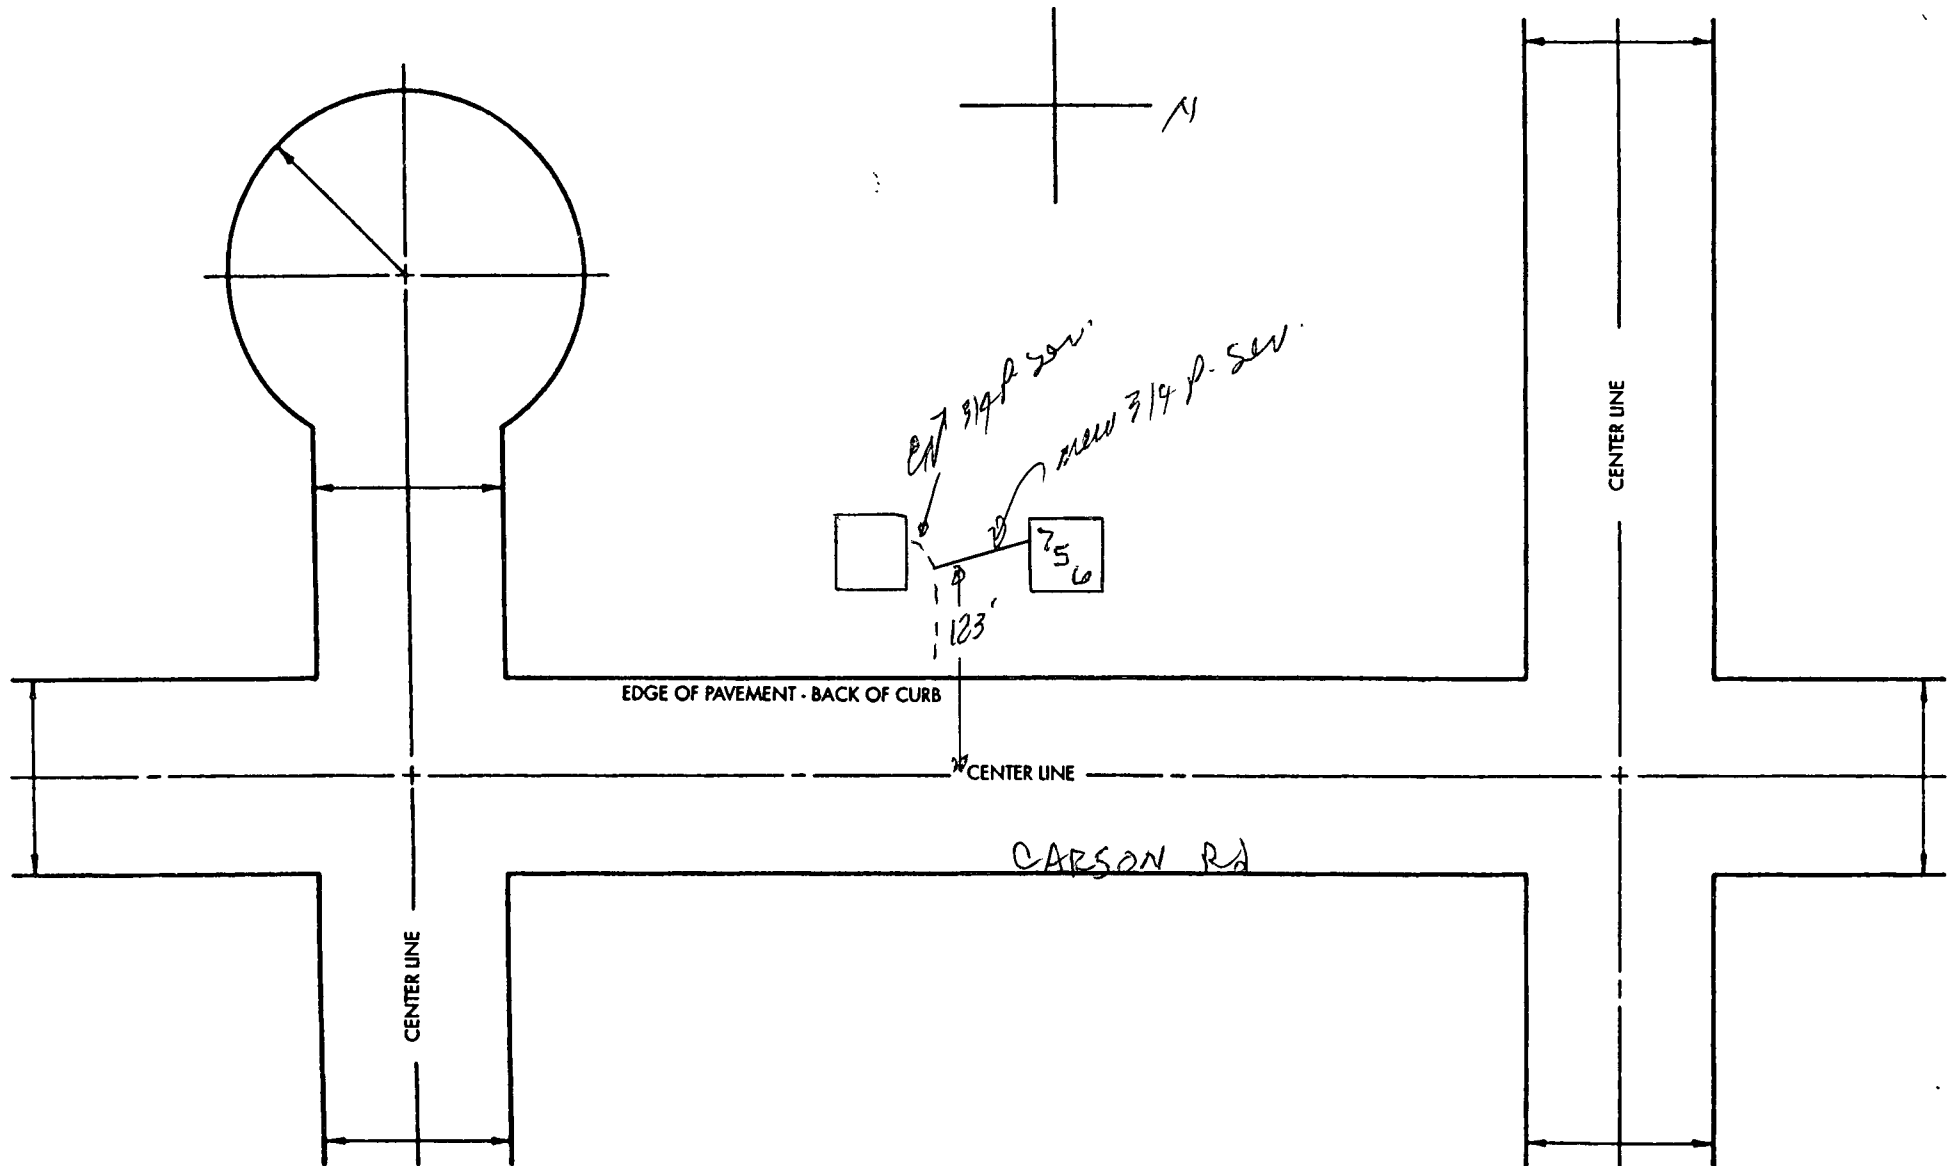 N
3/4 p. serv.
new 3/4 p. serv.
756
123'
EDGE OF PAVEMENT - BACK OF CURB
CENTER LINE
CARSON Rd
CENTER LINE
CENTER LINE